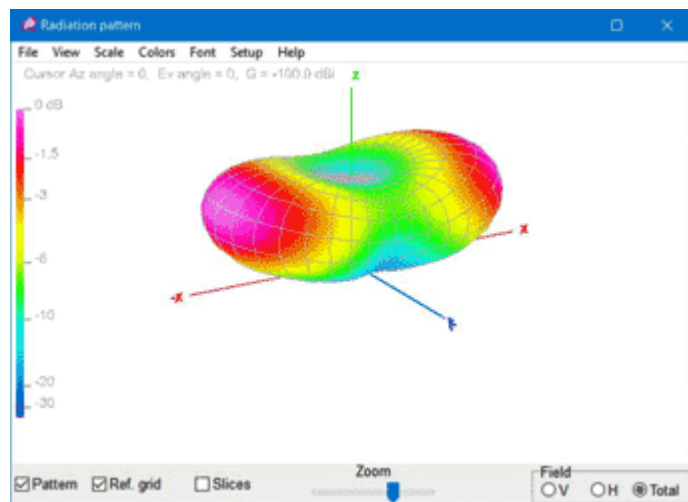 Radiation pattern
File View Scale Colors Font Setup Help
Cursor Az angle = 0, Ev angle = 0, G = -100.0 dBi
0 dB
-1.5
-3
-6
-10
-20
-30
z
X
-X
Zoom
Field
Pattern Ref. grid Slices
V H Total